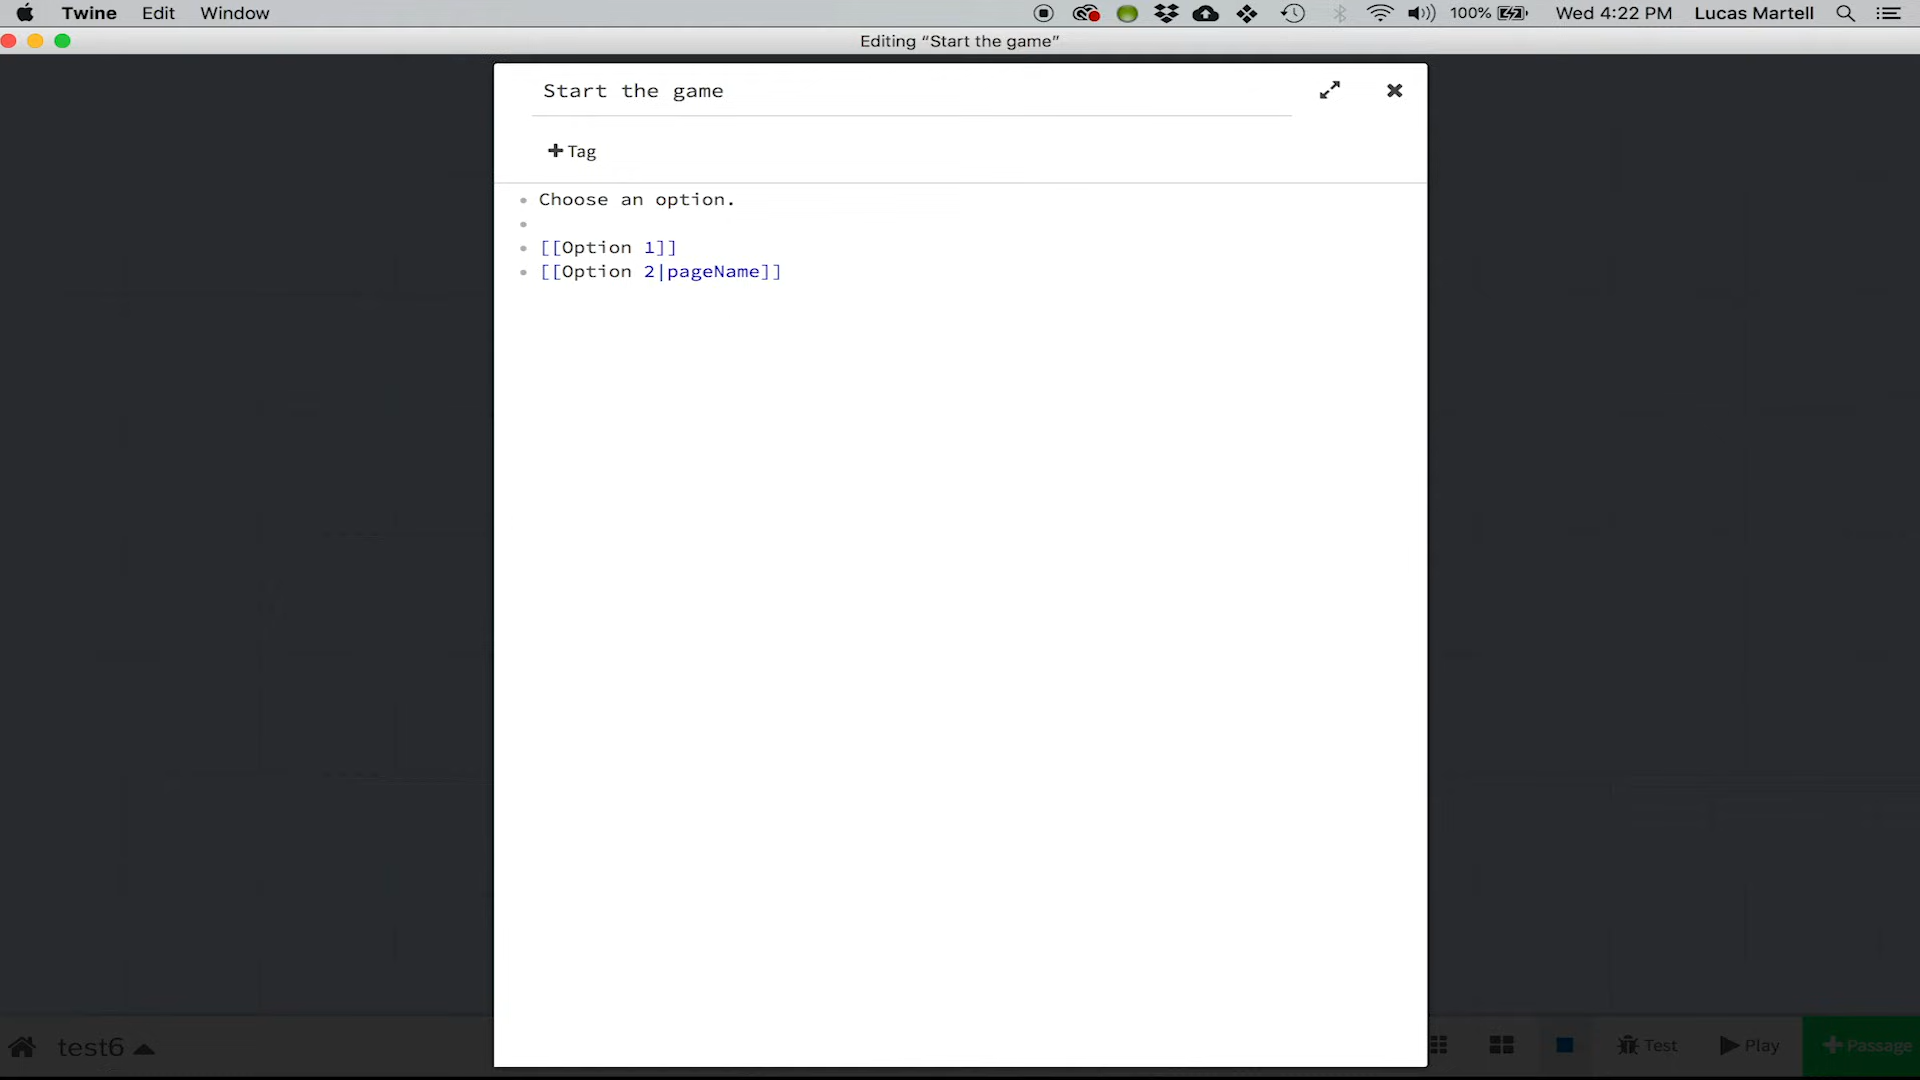 Twine Edit Window 100% Wed 4:22 PM Lucas Martell
Editing “Start the game”
Start the game
Tag
Choose an option.
[[Option 1]]
[[Option 2|pageName]]
test6 Test Play Passage